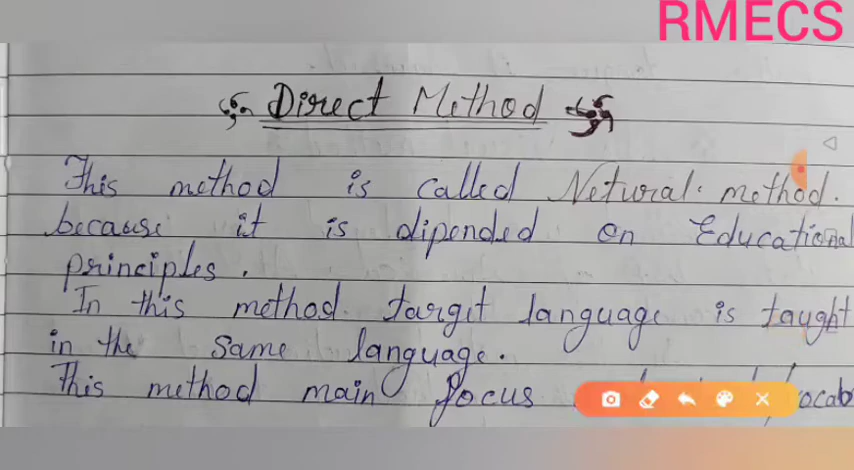 RMECS
Direct Method
This method is called Netural method.
because it is dipended on Educational
principles.
In this method target language is taught
in the same language.
This method main focus